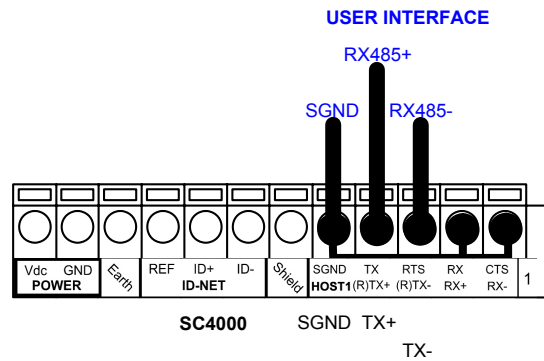 USER INTERFACE
RX485+
SGND RX485-
Vdc GND Earth REF ID+ ID- Shield SGND TX RTS RX CTS 1
POWER ID-NET HOST1 (R)TX+ (R)TX- RX+ RX-
SC4000 SGND TX+
TX-